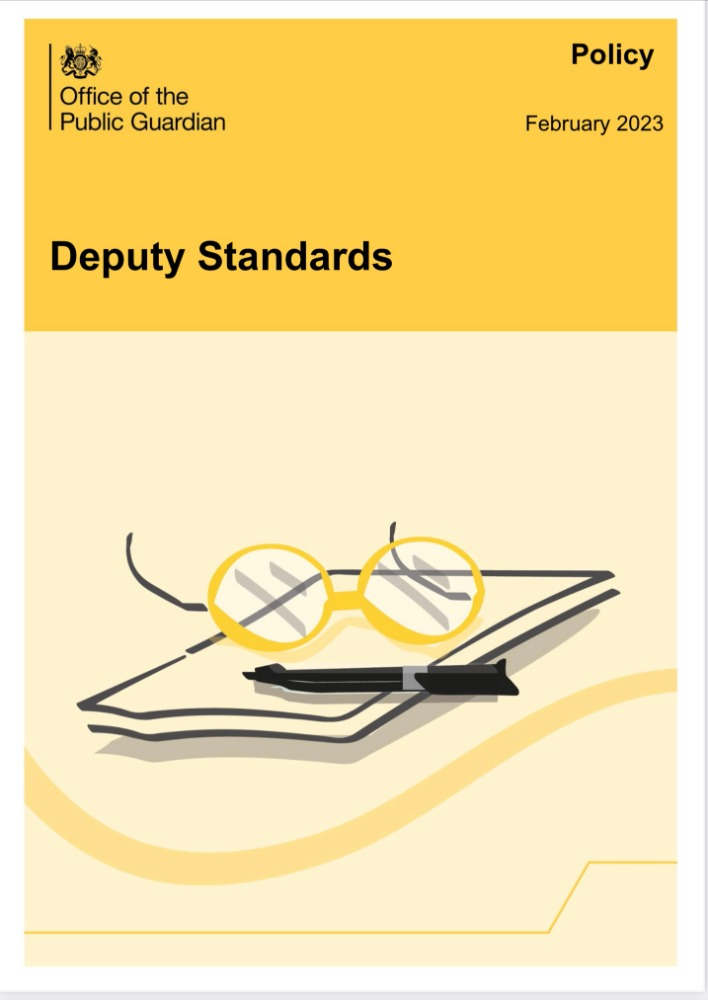 Policy
Office of the
Public Guardian
February 2023
Deputy Standards